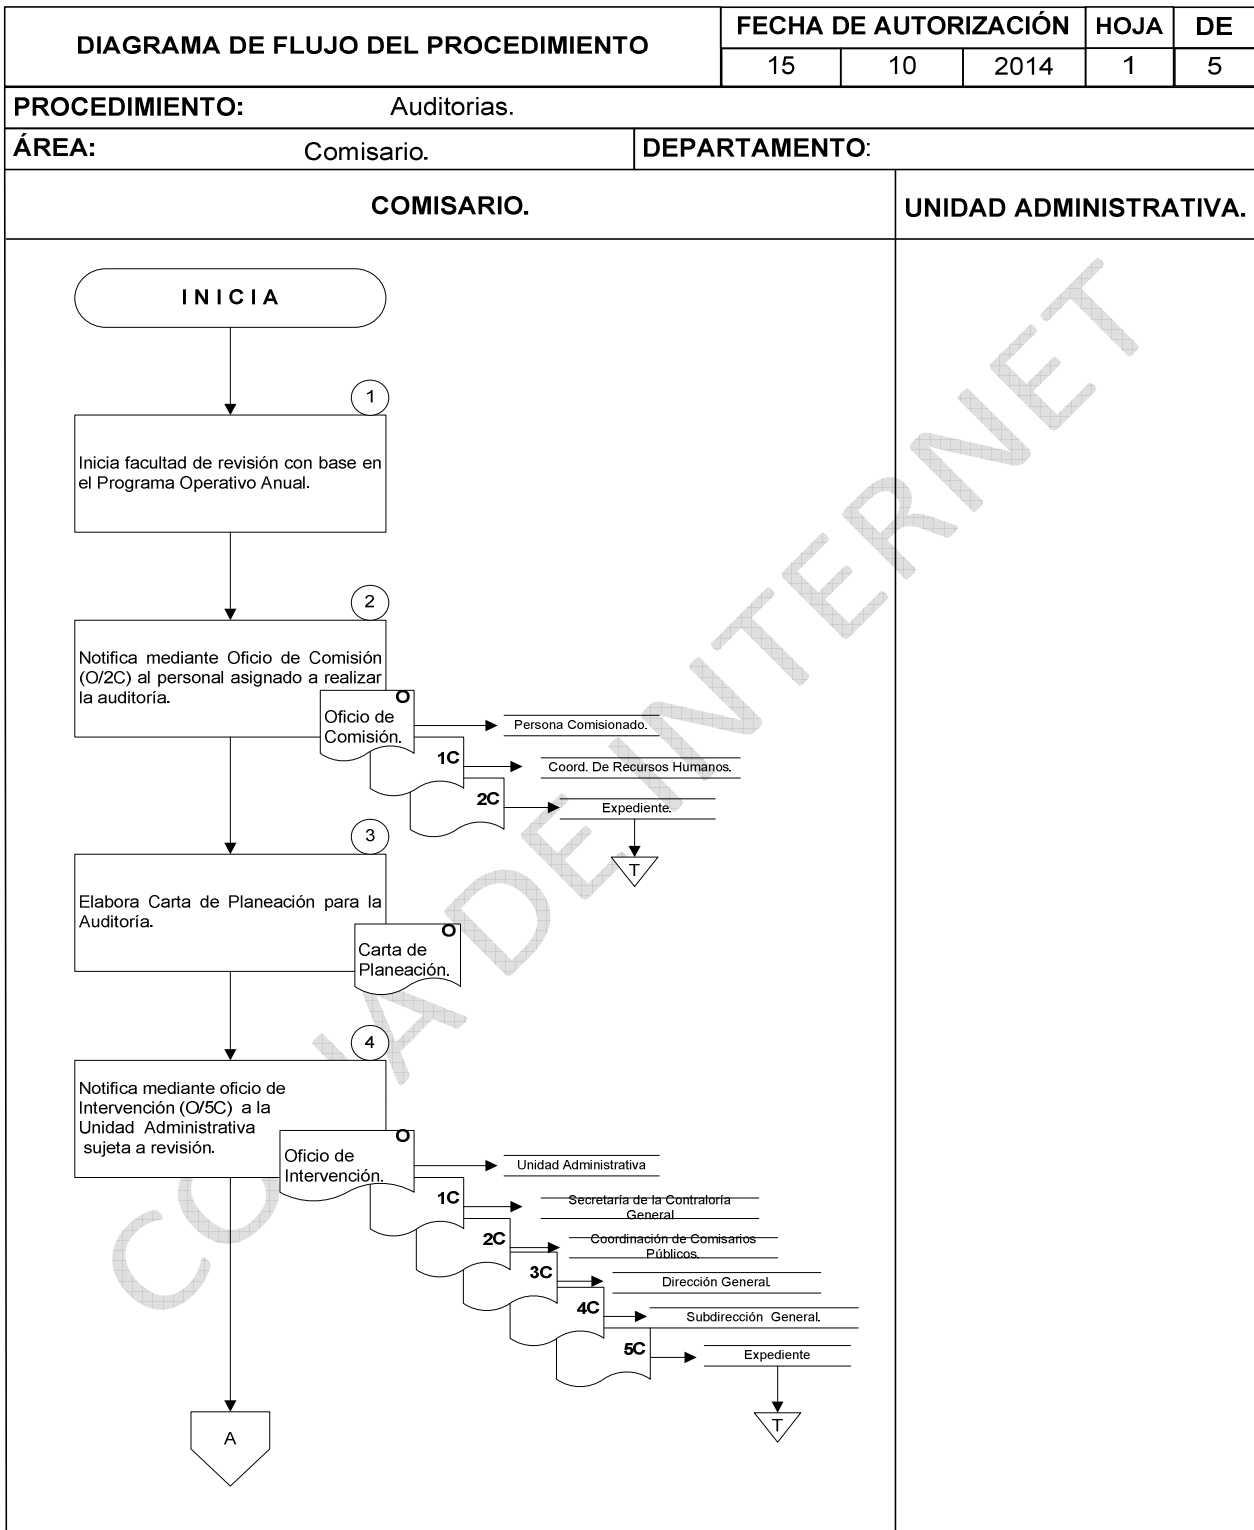 DIAGRAMA DE FLUJO DEL PROCEDIMIENTO
FECHA DE AUTORIZACIÓN
HOJA
DE
15
10
2014
1
5
PROCEDIMIENTO:
Auditorias.
ÁREA:
Comisario.
DEPARTAMENTO:
COMISARIO.
UNIDAD ADMINISTRATIVA.
INICIA
1
Inicia facultad de revisión con base en
el Programa Operativo Anual.
2
Notifica mediante Oficio de Comisión
(O/2C) al personal asignado a realizar
la auditoría.
O
Oficio de
Comisión.
Persona Comisionado.
1C
Coord. De Recursos Humanos.
2C
Expediente.
T
3
Elabora Carta de Planeación para la
Auditoría.
O
Carta de
Planeación.
4
Notifica mediante oficio de
Intervención (O/5C) a la
Unidad Administrativa
sujeta a revisión.
O
Oficio de
Intervención.
Unidad Administrativa
1C
Secretaría de la Contraloría
General
2C
Coordinación de Comisarios
Públicos.
3C
Dirección General.
4C
Subdirección General.
5C
Expediente
T
A
COPIA DE INTERNET